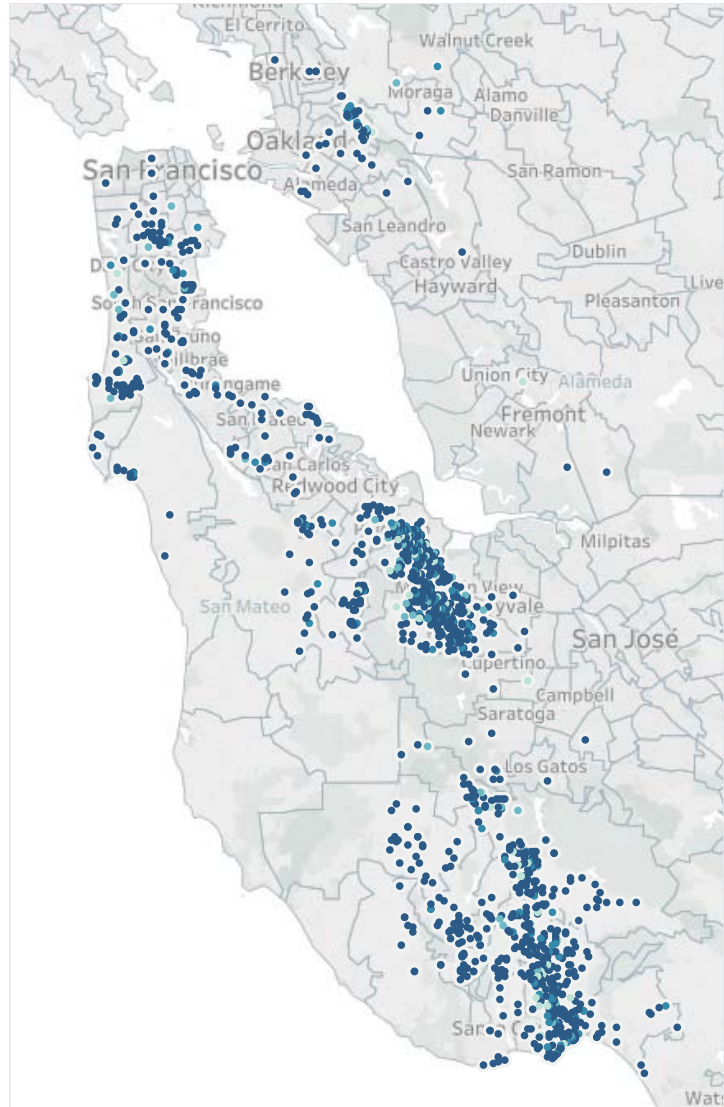 El Cerrito
Walnut Creek
Berkeley
Moraga
Alamo
Danville
Oakland
San Francisco
Alameda
San Ramon
San Leandro
Castro Valley
Dublin
Hayward
Live
South San Francisco
Pleasanton
Union City
Alameda
Fremont
Newark
San Carlos
Redwood City
Milpitas
San Mateo
San José
Cupertino
Campbell
Saratoga
Los Gatos
Wat